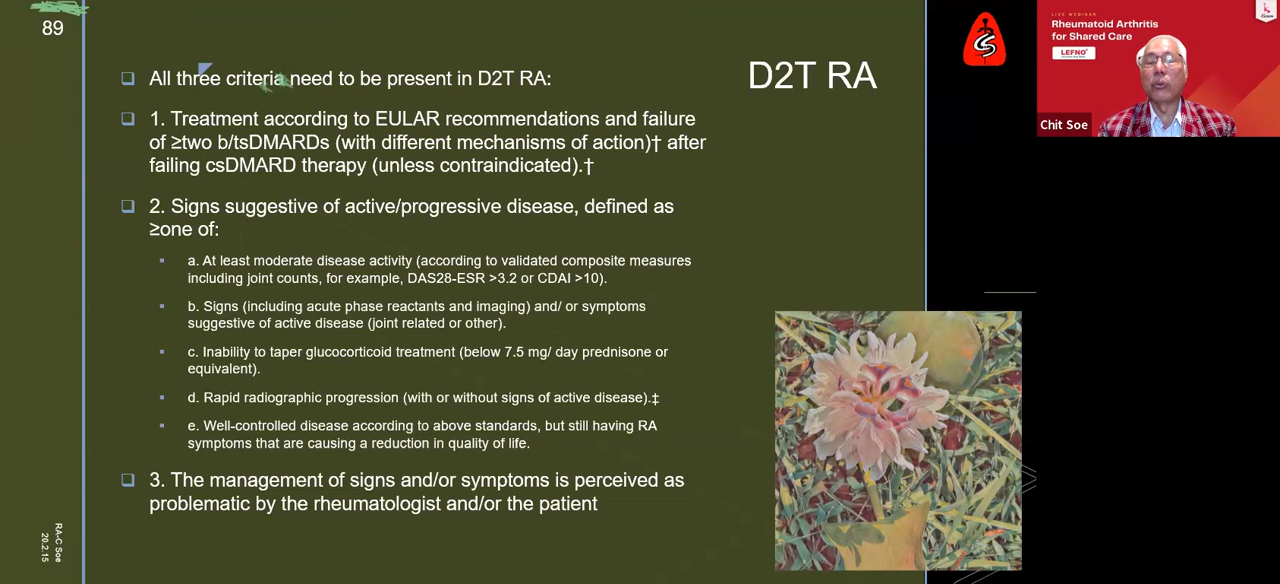 89
D2T RA
❑ All three criteria need to be present in D2T RA:
❑ 1. Treatment according to EULAR recommendations and failure
of ≥two b/tsDMARDs (with different mechanisms of action)† after
failing csDMARD therapy (unless contraindicated).†
❑ 2. Signs suggestive of active/progressive disease, defined as
≥one of:
▪ a. At least moderate disease activity (according to validated composite measures
including joint counts, for example, DAS28-ESR >3.2 or CDAI >10).
▪ b. Signs (including acute phase reactants and imaging) and/ or symptoms
suggestive of active disease (joint related or other).
▪ c. Inability to taper glucocorticoid treatment (below 7.5 mg/ day prednisone or
equivalent).
▪ d. Rapid radiographic progression (with or without signs of active disease).‡
▪ e. Well-controlled disease according to above standards, but still having RA
symptoms that are causing a reduction in quality of life.
❑ 3. The management of signs and/or symptoms is perceived as
problematic by the rheumatologist and/or the patient
RA-C Soe
20.2.15
LIVE WEBINAR
Rheumatoid Arthritis
for Shared Care
LEFNO
Chit Soe